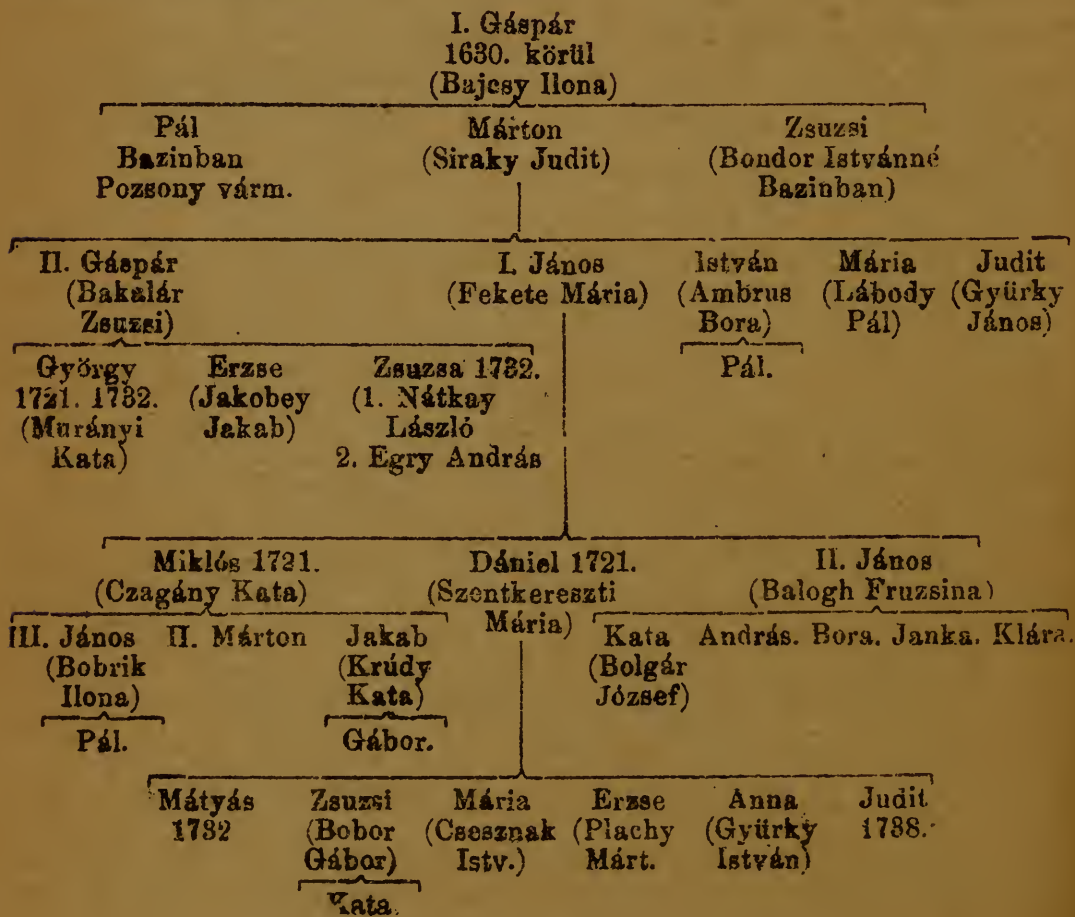 I. Gáspár
1630. körül
(Bajcsy Ilona)
Pál Márton Zsuzsi
Bazinban (Siraky Judit) (Bondor Istvánné
Pozsony várm. Bazinban)
II. Gáspár I. János István Mária Judit
(Bakalár (Fekete Mária) (Ambrus (Lábody (Gyürky
Zsuzsi) Bora) Pál) János)
György Erzse Zsuzsa 1732. Pál.
1721. 1732. (Jakobey (1. Nátkay
(Murányi Jakab) László
Kata) 2. Egry András
Miklós 1721. Dániel 1721. II. János
(Czagány Kata) (Szentkereszti (Balogh Fruzsina)
Mária)
III. János II. Márton Jakab Kata András. Bora. Janka. Klára.
(Bobrik (Krúdy (Bolgár
Ilona) Kata) József)
Pál. Gábor.
Mátyás Zsuzsi Mária Erzse Anna Judit
1732 (Bobor (Csesznak (Plachy (Gyürky 1738.
Gábor) Istv.) Márt. István)
Kata.